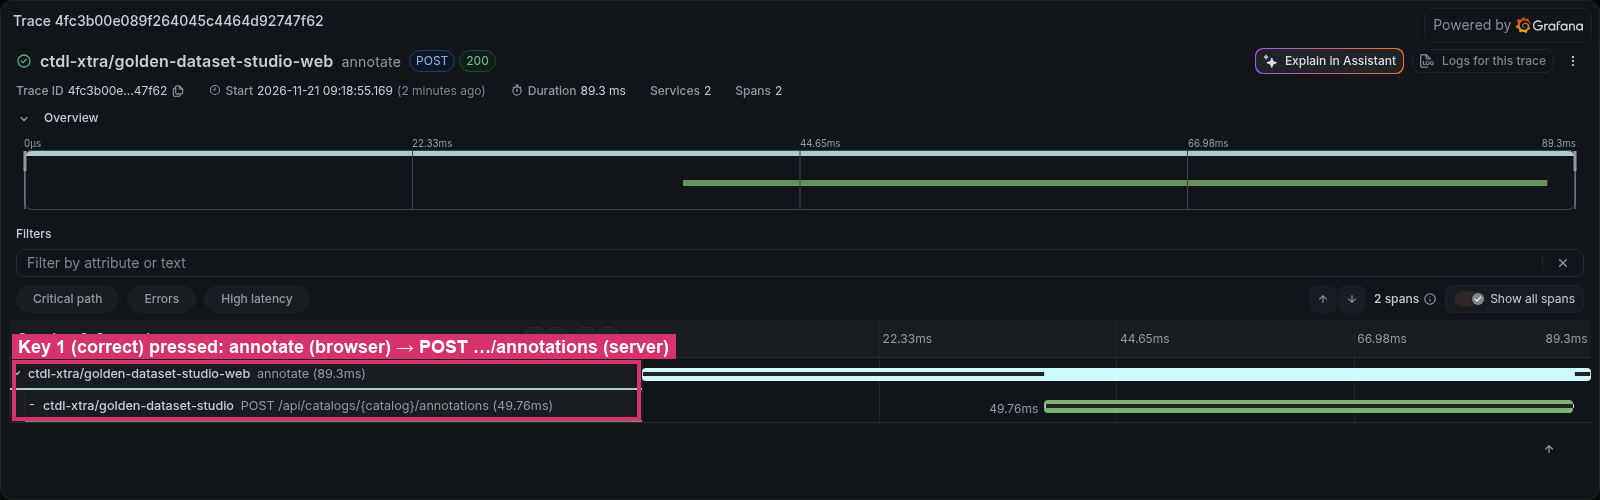 Trace 4fc3b00e089f264045c4464d92747f62
Powered by Grafana
ctdl-xtra/golden-dataset-studio-web annotate POST 200
Explain in Assistant
Logs for this trace
Trace ID 4fc3b00e...47f62 Start 2026-11-21 09:18:55.169 (2 minutes ago) Duration 89.3 ms Services 2 Spans 2
Overview
0μs 22.33ms 44.65ms 66.98ms 89.3ms
Filters
Filter by attribute or text
Critical path Errors High latency
2 spans Show all spans
22.33ms 44.65ms 66.98ms 89.3ms
Key 1 (correct) pressed: annotate (browser) → POST …/annotations (server)
ctdl-xtra/golden-dataset-studio-web annotate (89.3ms)
ctdl-xtra/golden-dataset-studio POST /api/catalogs/{catalog}/annotations (49.76ms)
49.76ms